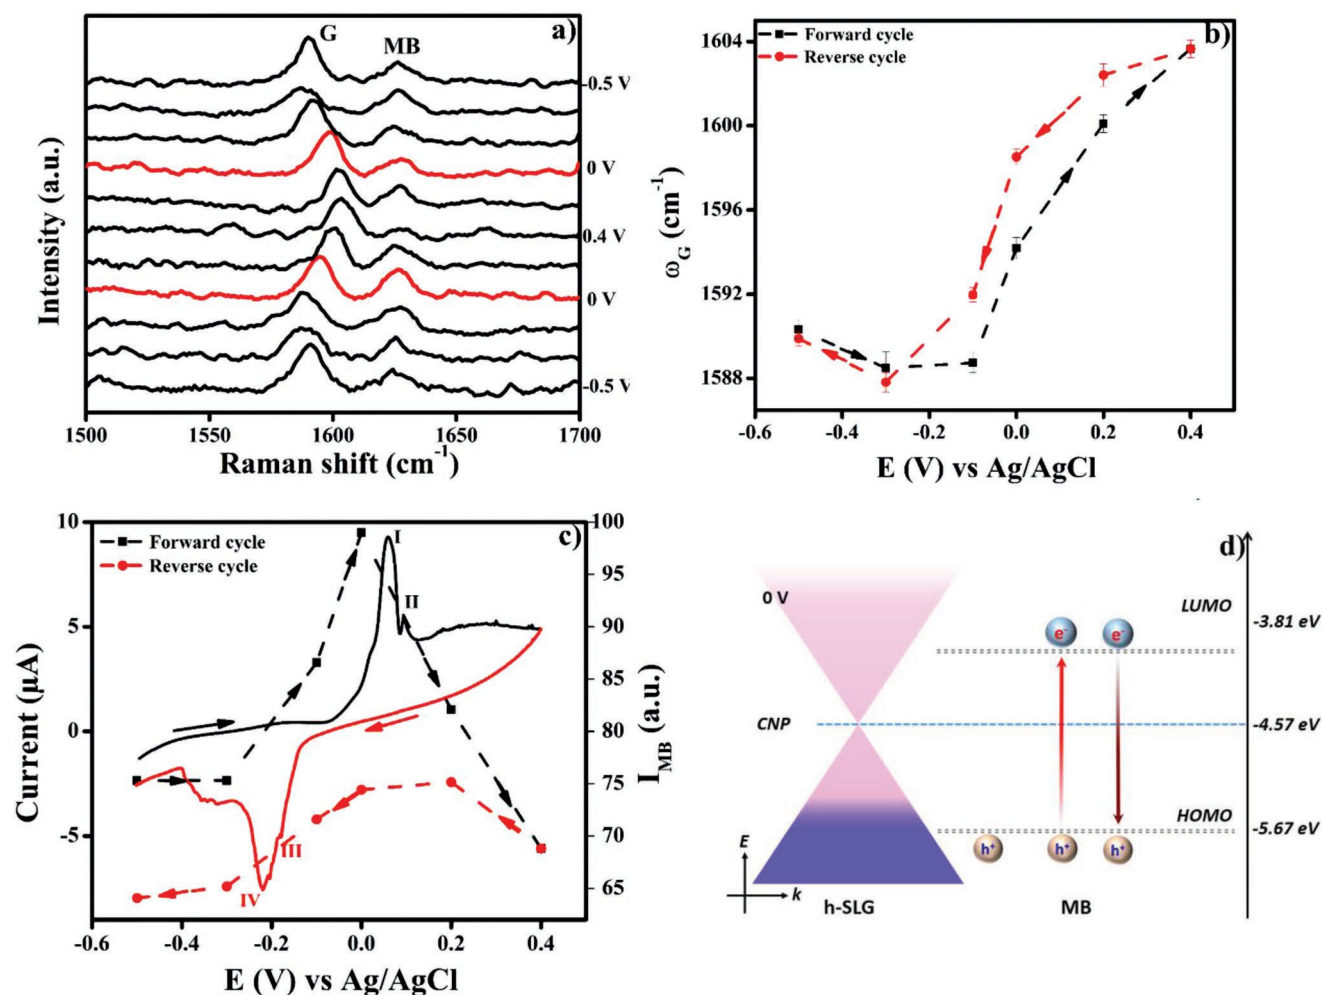 a)
G
MB
-0.5 V
0 V
0.4 V
0 V
-0.5 V
Intensity (a.u.)
1500 1550 1600 1650 1700
Raman shift (cm-1)
b)
Forward cycle
Reverse cycle
1604
1600
1596
1592
1588
ωG (cm-1)
-0.6 -0.4 -0.2 0.0 0.2 0.4
E (V) vs Ag/AgCl
c)
Forward cycle
Reverse cycle
I
II
III
IV
10
5
0
-5
Current (μA)
100
95
90
85
80
75
70
65
IMB (a.u.)
-0.6 -0.4 -0.2 0.0 0.2 0.4
E (V) vs Ag/AgCl
d)
0 V
LUMO
-3.81 eV
e- e-
CNP
-4.57 eV
HOMO
-5.67 eV
h+ h+ h+
E
k
h-SLG
MB